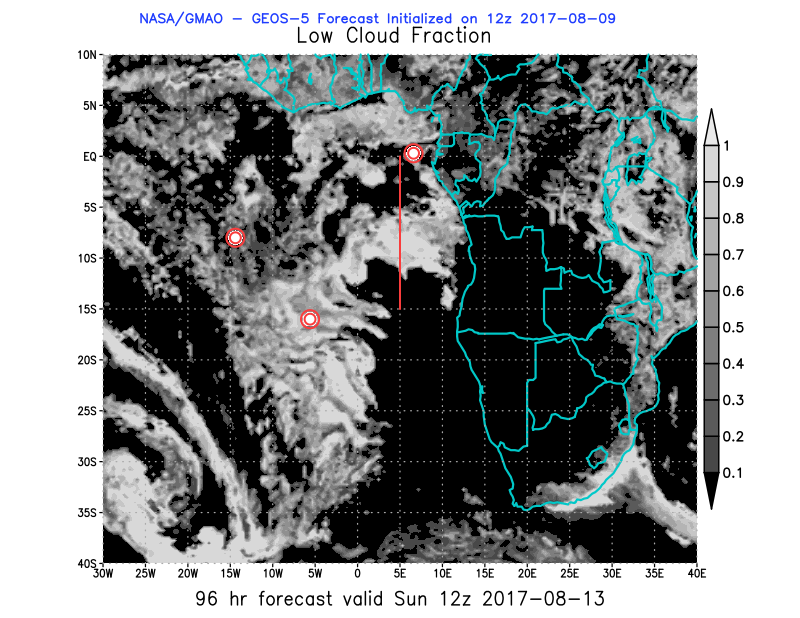 NASA/GMAO - GEOS-5 Forecast Initialized on 12z 2017-08-09
Low Cloud Fraction
10N
5N
EQ
5S
10S
15S
20S
25S
30S
35S
40S
30W 25W 20W 15W 10W 5W 0 5E 10E 15E 20E 25E 30E 35E 40E
1
0.9
0.8
0.7
0.6
0.5
0.4
0.3
0.2
0.1
96 hr forecast valid Sun 12z 2017-08-13